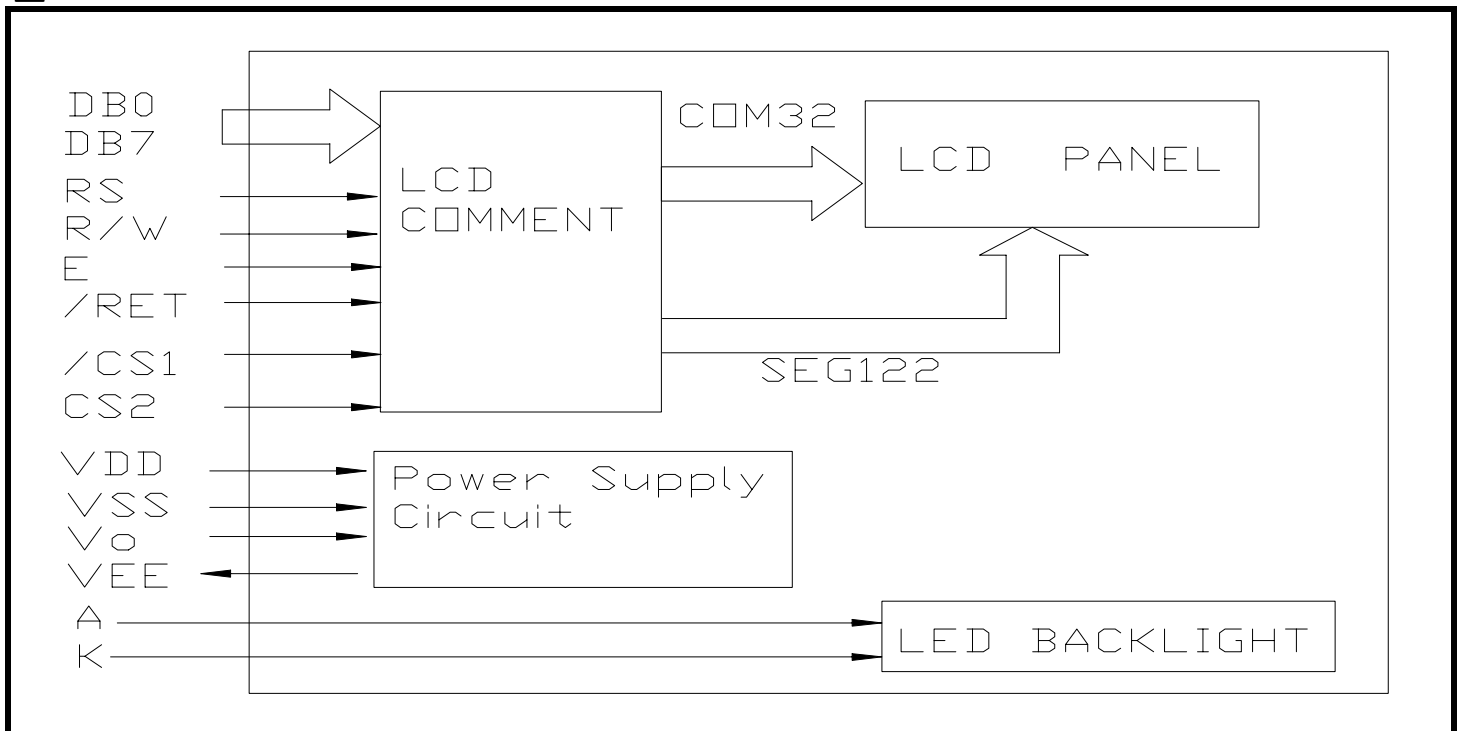 DB0
DB7
RS
R/W
E
/RET
/CS1
CS2
VDD
VSS
Vo
VEE
A
K
LCD
COMMENT
COM32
LCD PANEL
SEG122
Power Supply
Circuit
LED BACKLIGHT